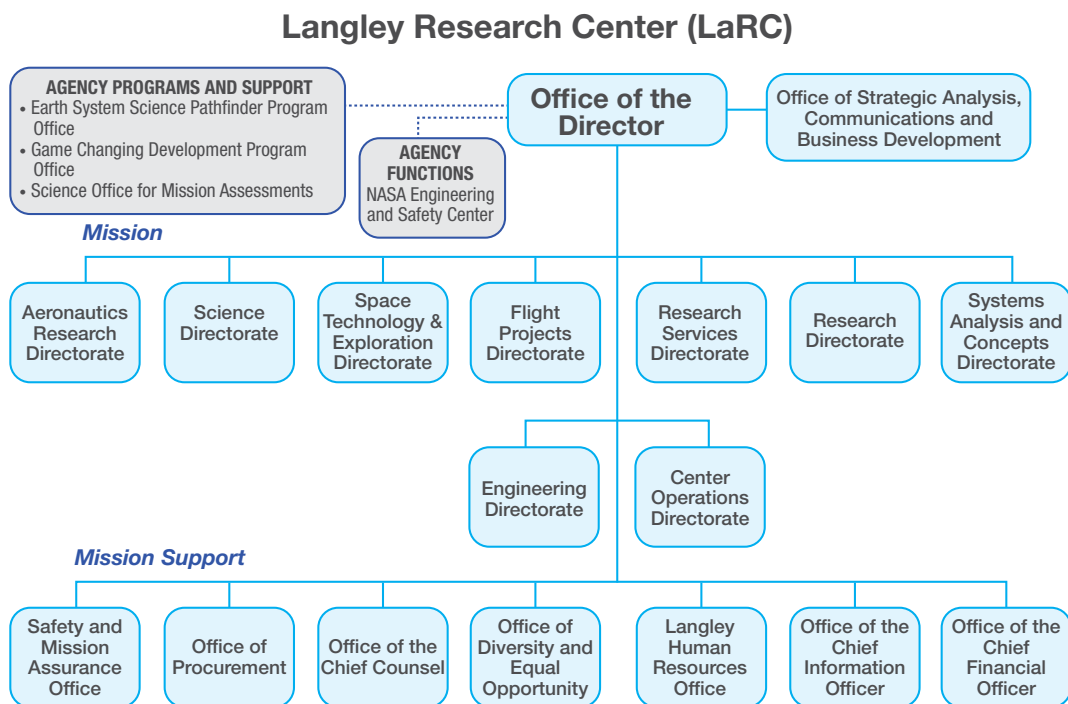 Langley Research Center (LaRC)
AGENCY PROGRAMS AND SUPPORT
• Earth System Science Pathfinder Program
Office
• Game Changing Development Program
Office
• Science Office for Mission Assessments
AGENCY
FUNCTIONS
NASA Engineering
and Safety Center
Office of the
Director
Office of Strategic Analysis,
Communications and
Business Development
Mission
Aeronautics
Research
Directorate
Science
Directorate
Space
Technology &
Exploration
Directorate
Flight
Projects
Directorate
Research
Services
Directorate
Research
Directorate
Systems
Analysis and
Concepts
Directorate
Engineering
Directorate
Center
Operations
Directorate
Mission Support
Safety and
Mission
Assurance
Office
Office of
Procurement
Office of the
Chief Counsel
Office of
Diversity and
Equal
Opportunity
Langley
Human
Resources
Office
Office of the
Chief
Information
Officer
Office of the
Chief
Financial
Officer